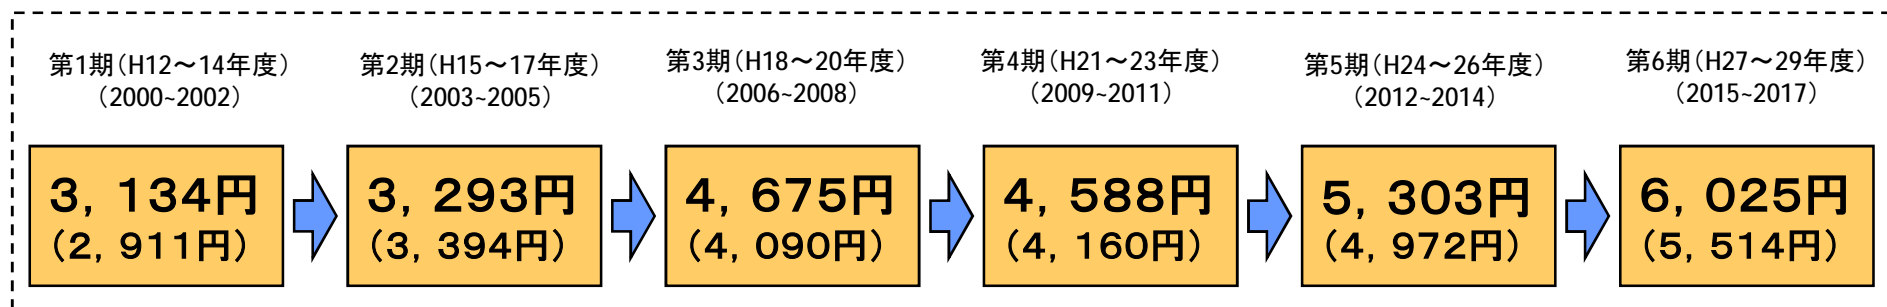 第1期(H12～14年度)
(2000~2002)
3，134円
(2，911円)
第2期(H15～17年度)
(2003~2005)
3，293円
(3，394円)
第3期(H18～20年度)
(2006~2008)
4，675円
(4，090円)
第4期(H21～23年度)
(2009~2011)
4，588円
(4，160円)
第5期(H24～26年度)
(2012~2014)
5，303円
(4，972円)
第6期(H27～29年度)
(2015~2017)
6，025円
(5，514円)